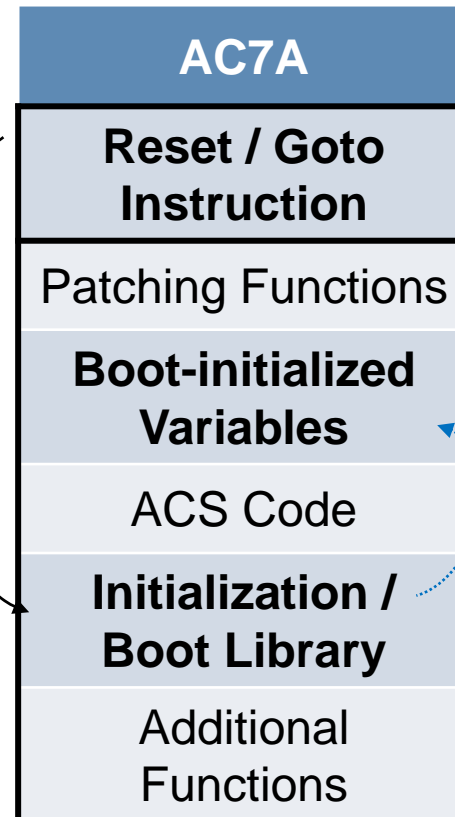 AC7A
Reset / Goto
Instruction
Patching Functions
Boot-initialized
Variables
ACS Code
Initialization /
Boot Library
Additional
Functions